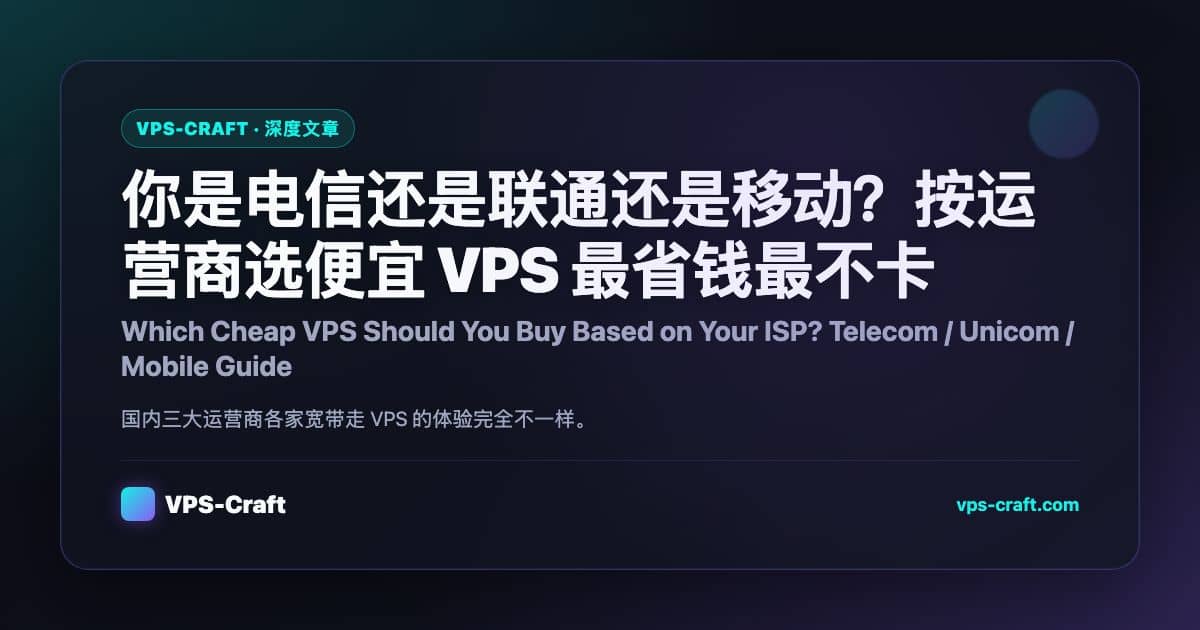 VPS-CRAFT · 深度文章
你是电信还是联通还是移动？按运
营商选便宜 VPS 最省钱最不卡
Which Cheap VPS Should You Buy Based on Your ISP? Telecom / Unicom /
Mobile Guide
国内三大运营商各家宽带走 VPS 的体验完全不一样。
VPS-Craft
vps-craft.com